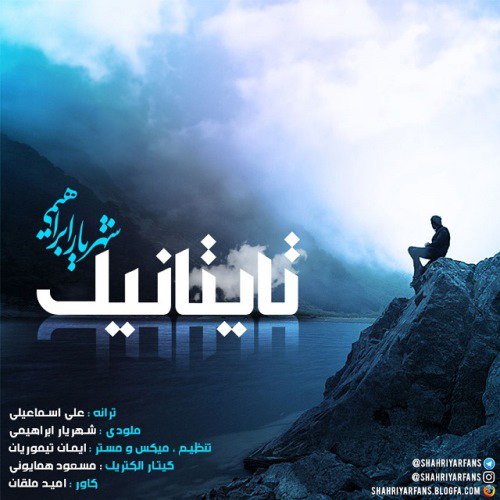 شهریار ابراهیمی
تایتانیک
ترانه : علی اسماعیلی
ملودی : شهریار ابراهیمی
تنظیم ، میکس و مستر : ایمان تیموریان
گیتار الکتریک : مسعود همایونی
کاور : امید ملقان
@SHAHRIYARFANS
@SHAHRIYARFANS
SHAHRIYARFANS.BLOGFA.COM